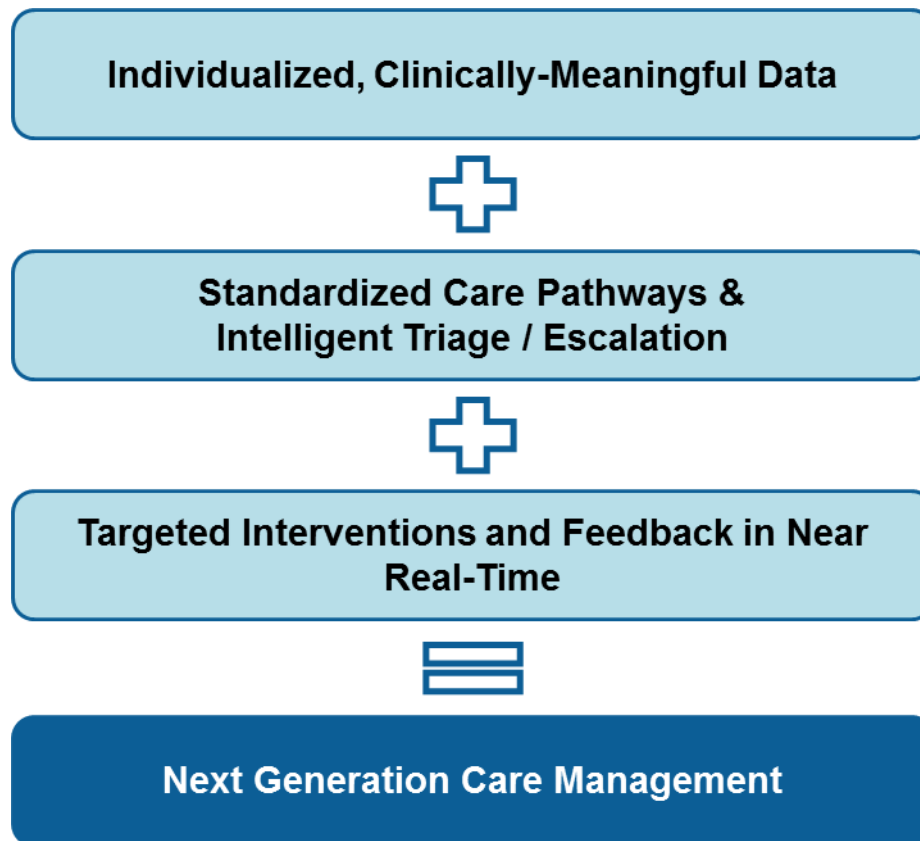 Individualized, Clinically-Meaningful Data
Standardized Care Pathways &
Intelligent Triage / Escalation
Targeted Interventions and Feedback in Near
Real-Time
Next Generation Care Management